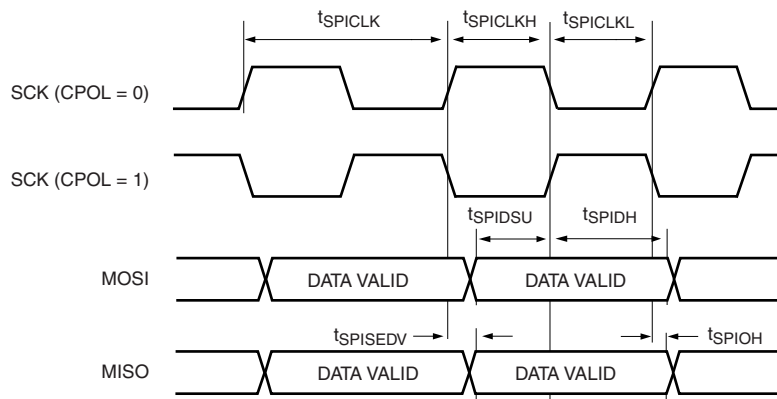 tSPICLK tSPICLKH tSPICLKL
SCK (CPOL = 0)
SCK (CPOL = 1)
tSPIDSU tSPIDH
MOSI DATA VALID DATA VALID
tSPISEDV tSPIOH
MISO DATA VALID DATA VALID